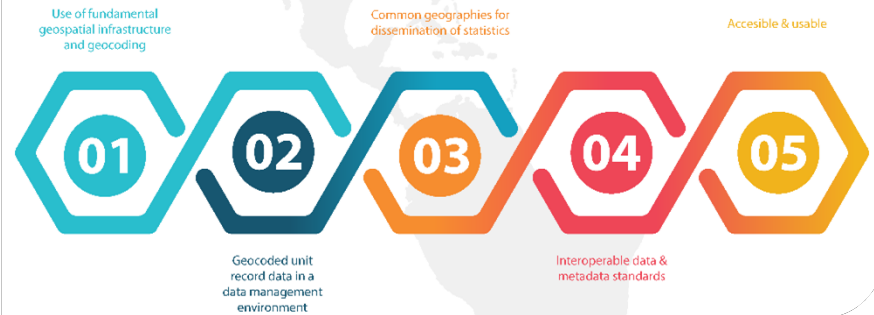 Use of fundamental
geospatial infrastructure
and geocoding
Common geographies for
dissemination of statistics
Accesible & usable
01
02
03
04
05
Geocoded unit
record data in a
data management
environment
Interoperable data &
metadata standards